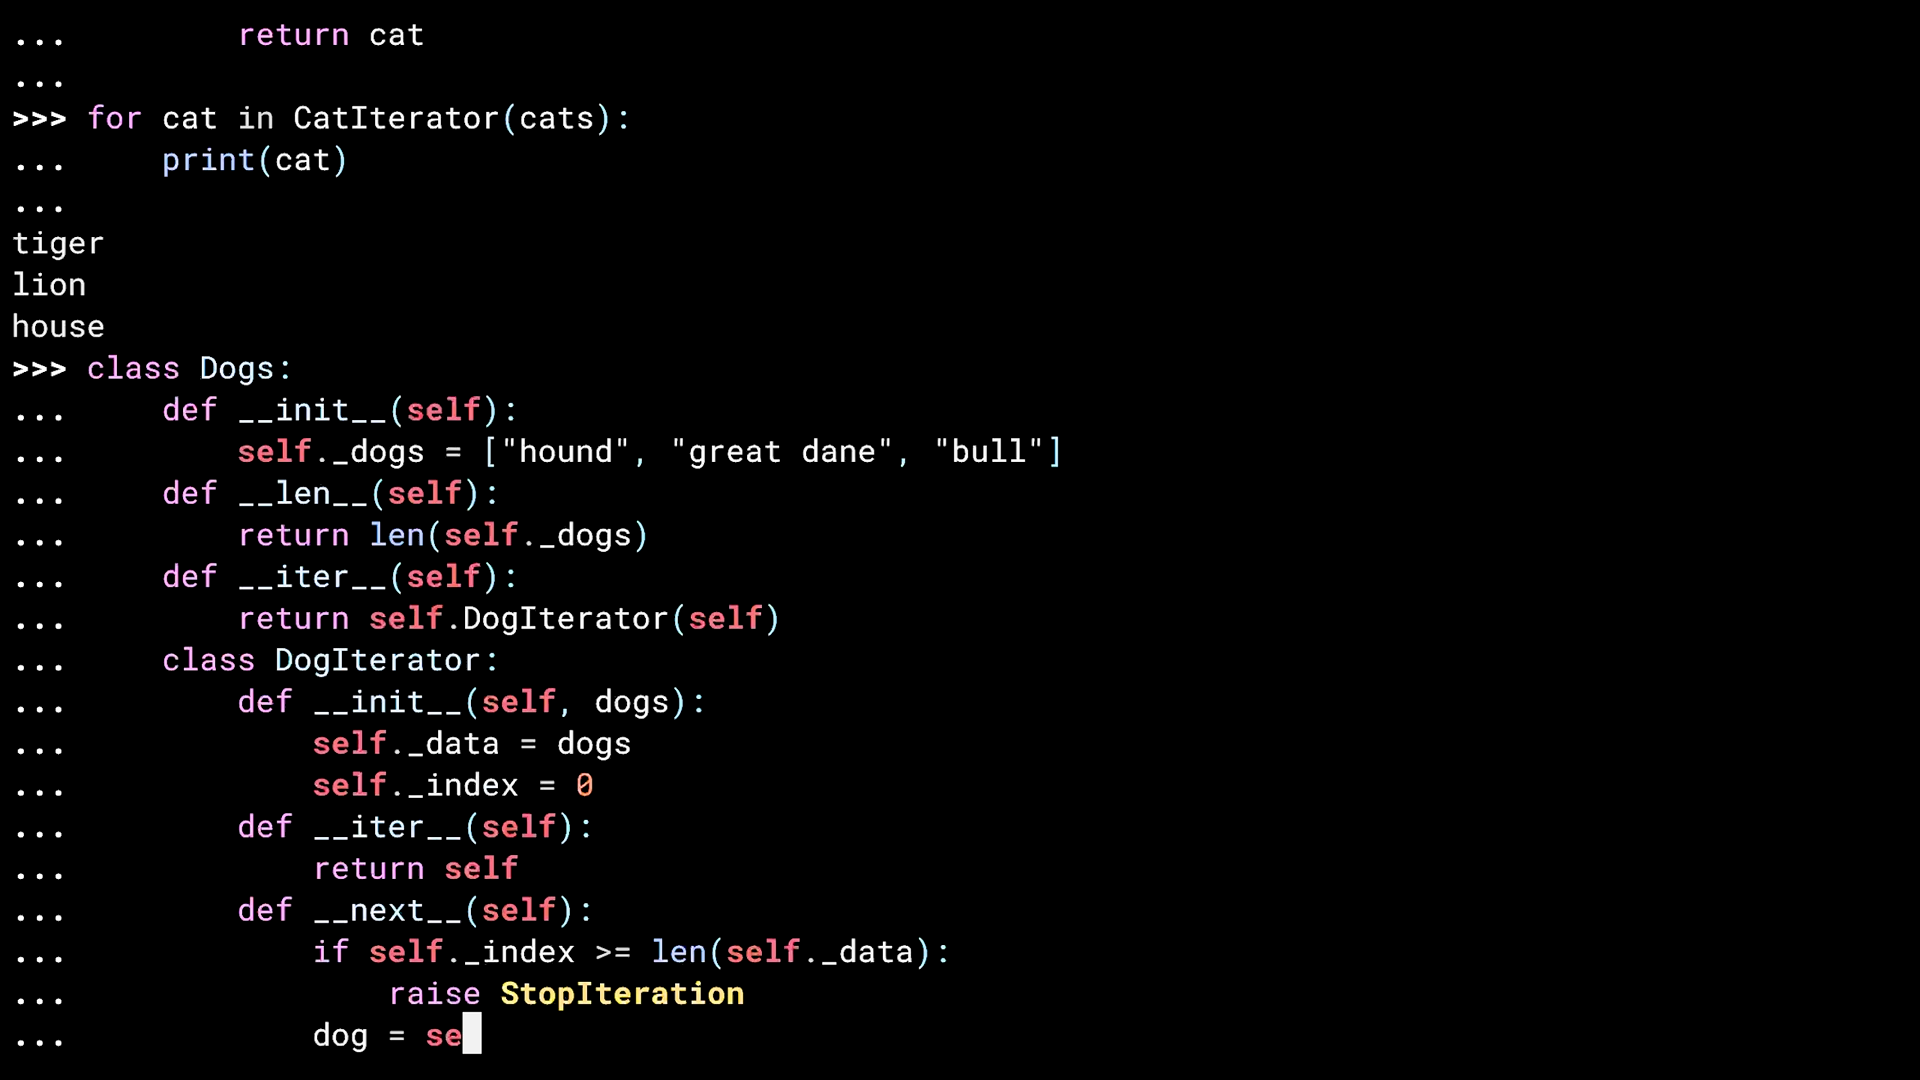 ...         return cat
...
>>> for cat in CatIterator(cats):
...     print(cat)
...
tiger
lion
house
>>> class Dogs:
...     def __init__(self):
...         self._dogs = ["hound", "great dane", "bull"]
...     def __len__(self):
...         return len(self._dogs)
...     def __iter__(self):
...         return self.DogIterator(self)
...     class DogIterator:
...         def __init__(self, dogs):
...             self._data = dogs
...             self._index = 0
...         def __iter__(self):
...             return self
...         def __next__(self):
...             if self._index >= len(self._data):
...                 raise StopIteration
...             dog = se